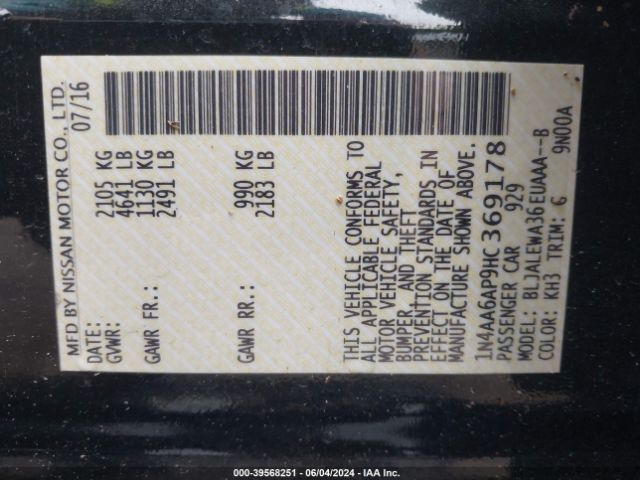 MFD BY NISSAN MOTOR CO., LTD.
DATE: 07/16
GVWR: 2105 KG
4641 LB
GAWR FR.: 1130 KG
2491 LB
GAWR RR.: 990 KG
2183 LB
THIS VEHICLE CONFORMS TO
ALL APPLICABLE FEDERAL
MOTOR VEHICLE SAFETY,
BUMPER, AND THEFT
PREVENTION STANDARDS IN
EFFECT ON THE DATE OF
MANUFACTURE SHOWN ABOVE.
1N4AA6AP9HC369178
PASSENGER CAR 929
MODEL: BLJALEWA36EUAAA--B
COLOR: KH3 TRIM: G 9N00A
000-39568251 - 06/04/2024 - IAA Inc.